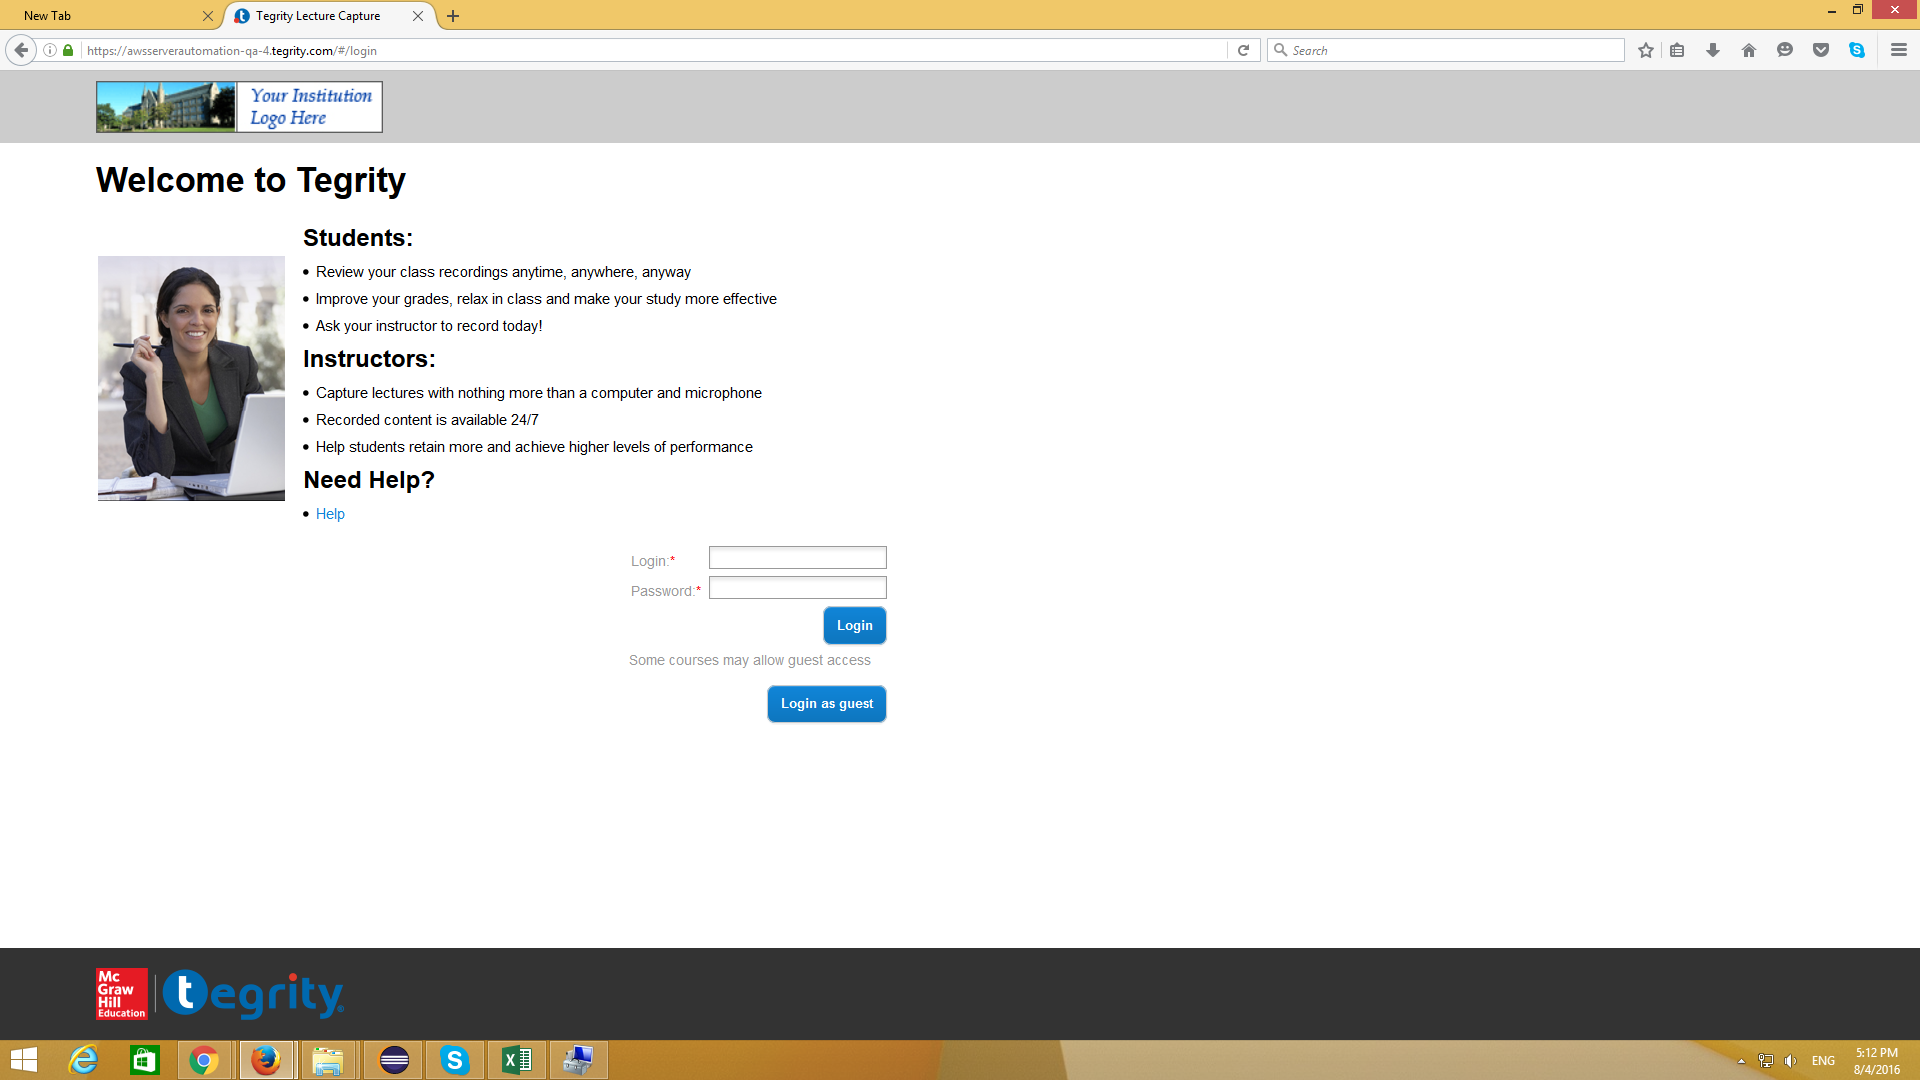 New Tab
Tegrity Lecture Capture
https://awsserverautomation-qa-4.tegrity.com/#/login
Search
Your Institution
Logo Here
Welcome to Tegrity
Students:
Review your class recordings anytime, anywhere, anyway
Improve your grades, relax in class and make your study more effective
Ask your instructor to record today!
Instructors:
Capture lectures with nothing more than a computer and microphone
Recorded content is available 24/7
Help students retain more and achieve higher levels of performance
Need Help?
Help
Login:*
Password:*
Login
Some courses may allow guest access
Login as guest
Mc
Graw
Hill
Education
tegrity
ENG
5:12 PM
8/4/2016